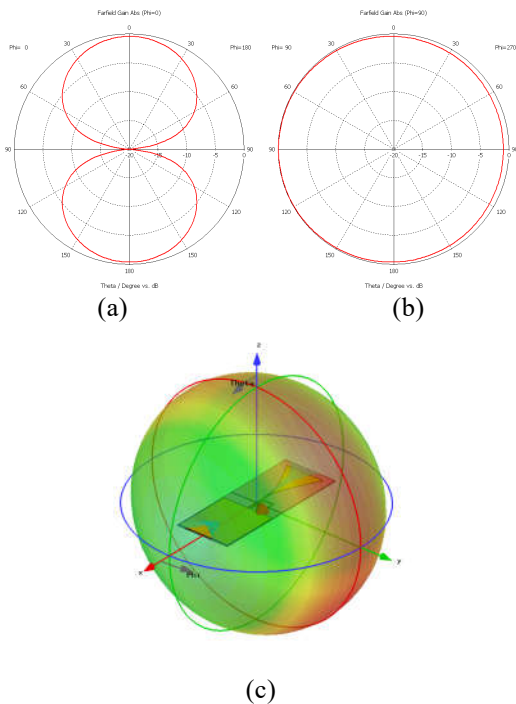 Farfield Gain Abs (Phi=0)
Farfield Gain Abs (Phi=90)
0
0
Phi= 0
30
30
Phi=180
Phi= 90
30
30
Phi=270
60
60
60
60
90
-20
-15
-10
-5
0
90
90
-20
-15
-10
-5
0
90
120
120
120
120
150
150
150
150
180
180
Theta / Degree vs. dB
Theta / Degree vs. dB
(a)
(b)
z
Theta
y
x
Phi
(c)